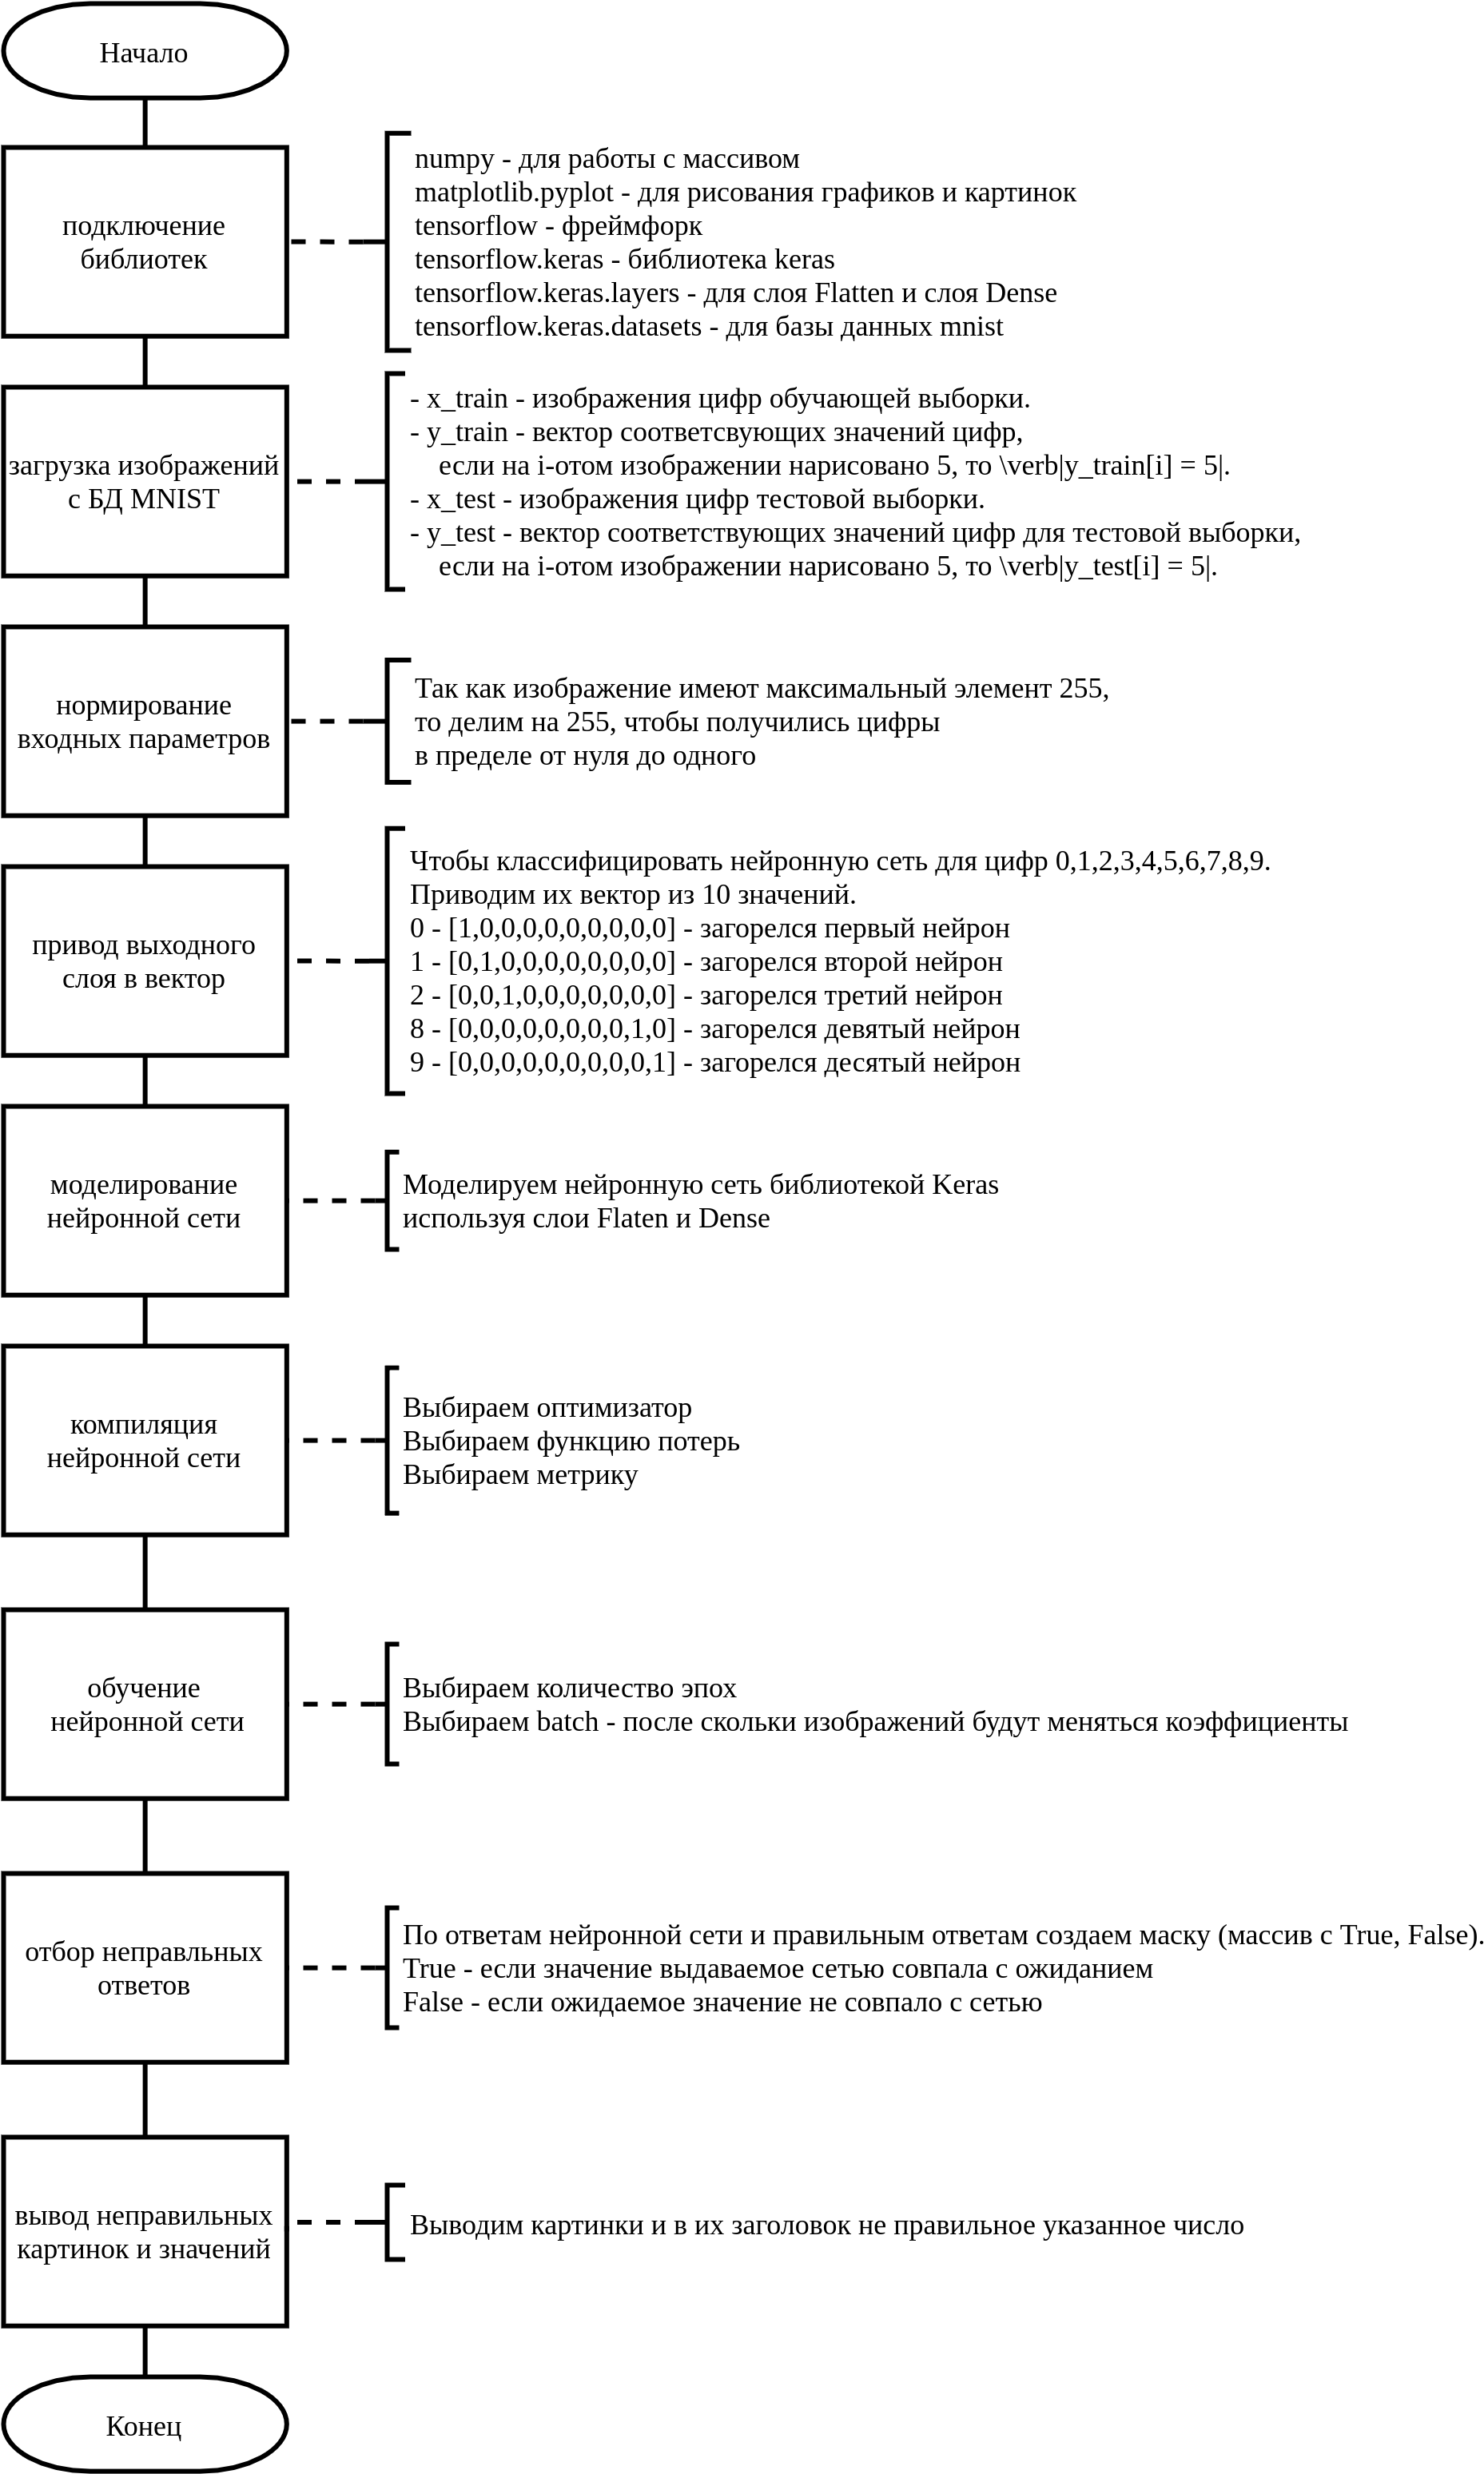 Начало
подключение
библиотек
numpy - для работы с массивом
matplotlib.pyplot - для рисования графиков и картинок
tensorflow - фреймфорк
tensorflow.keras - библиотека keras
tensorflow.keras.layers - для слоя Flatten и слоя Dense
tensorflow.keras.datasets - для базы данных mnist
загрузка изображений
с БД MNIST
- x_train - изображения цифр обучающей выборки.
- y_train - вектор соответсвующих значений цифр,
если на i-отом изображении нарисовано 5, то \verb|y_train[i] = 5|.
- x_test - изображения цифр тестовой выборки.
- y_test - вектор соответствующих значений цифр для тестовой выборки,
если на i-отом изображении нарисовано 5, то \verb|y_test[i] = 5|.
нормирование
входных параметров
Так как изображение имеют максимальный элемент 255,
то делим на 255, чтобы получились цифры
в пределе от нуля до одного
привод выходного
слоя в вектор
Чтобы классифицировать нейронную сеть для цифр 0,1,2,3,4,5,6,7,8,9.
Приводим их вектор из 10 значений.
0 - [1,0,0,0,0,0,0,0,0,0] - загорелся первый нейрон
1 - [0,1,0,0,0,0,0,0,0,0] - загорелся второй нейрон
2 - [0,0,1,0,0,0,0,0,0,0] - загорелся третий нейрон
8 - [0,0,0,0,0,0,0,0,1,0] - загорелся девятый нейрон
9 - [0,0,0,0,0,0,0,0,0,1] - загорелся десятый нейрон
моделирование
нейронной сети
Моделируем нейронную сеть библиотекой Keras
используя слои Flaten и Dense
компиляция
нейронной сети
Выбираем оптимизатор
Выбираем функцию потерь
Выбираем метрику
обучение
нейронной сети
Выбираем количество эпох
Выбираем batch - после скольки изображений будут меняться коэффициенты
отбор неправльных
ответов
По ответам нейронной сети и правильным ответам создаем маску (массив с True, False).
True - если значение выдаваемое сетью совпала с ожиданием
False - если ожидаемое значение не совпало с сетью
вывод неправильных
картинок и значений
Выводим картинки и в их заголовок не правильное указанное число
Конец